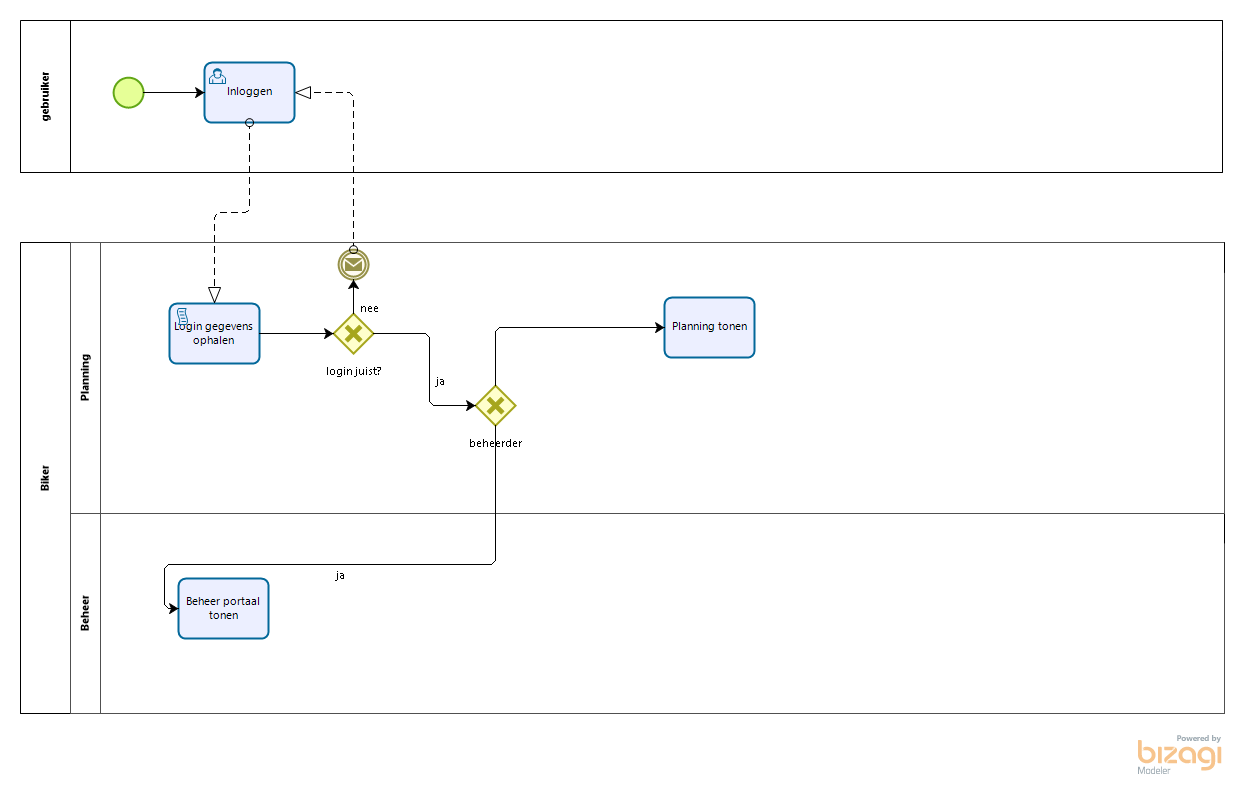 gebruiker
Inloggen
nee
Login gegevens
ophalen
login juist?
ja
Planning tonen
beheerder
Planning
Biker
Beheer
ja
Beheer portaal
tonen
Powered by
bizagi
Modeler